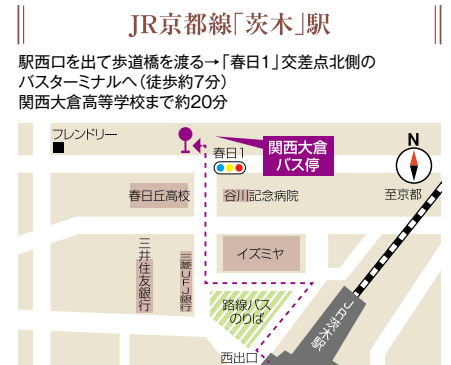 JR京都線「茨木」駅
駅西口を出て歩道橋を渡る→「春日1」交差点北側の
バスターミナルへ（徒歩約7分）
関西大倉高等学校まで約20分
フレンドリー
関西大倉
バス停
N
春日1
至京都
春日丘高校
谷川記念病院
三井住友銀行
三菱UFJ銀行
イズミヤ
路線バス
のりば
JR茨木駅
西出口